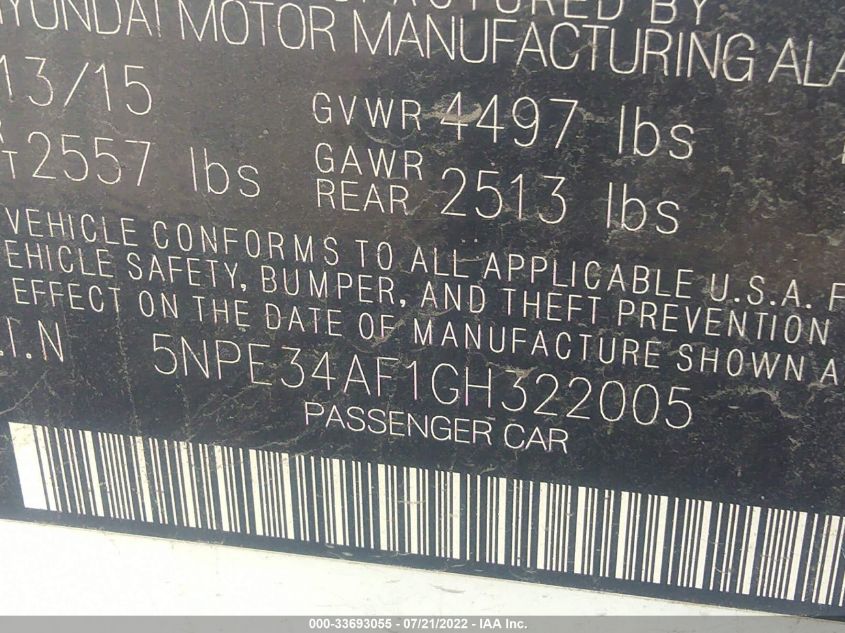 MANUFACTURED BY
HYUNDAI MOTOR MANUFACTURING ALA
13/15 GVWR 4497 lbs
T 2557 lbs GAWR REAR 2513 lbs
VEHICLE CONFORMS TO ALL APPLICABLE U.S.A. F
EHICLE SAFETY, BUMPER, AND THEFT PREVENTION
EFFECT ON THE DATE OF MANUFACTURE SHOWN A
.I.N 5NPE34AF1GH322005
PASSENGER CAR
000-33693055 - 07/21/2022 - IAA Inc.